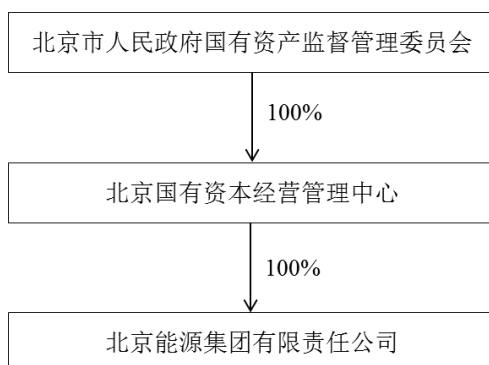 北京市人民政府国有资产监督管理委员会
100%
北京国有资本经营管理中心
100%
北京能源集团有限责任公司